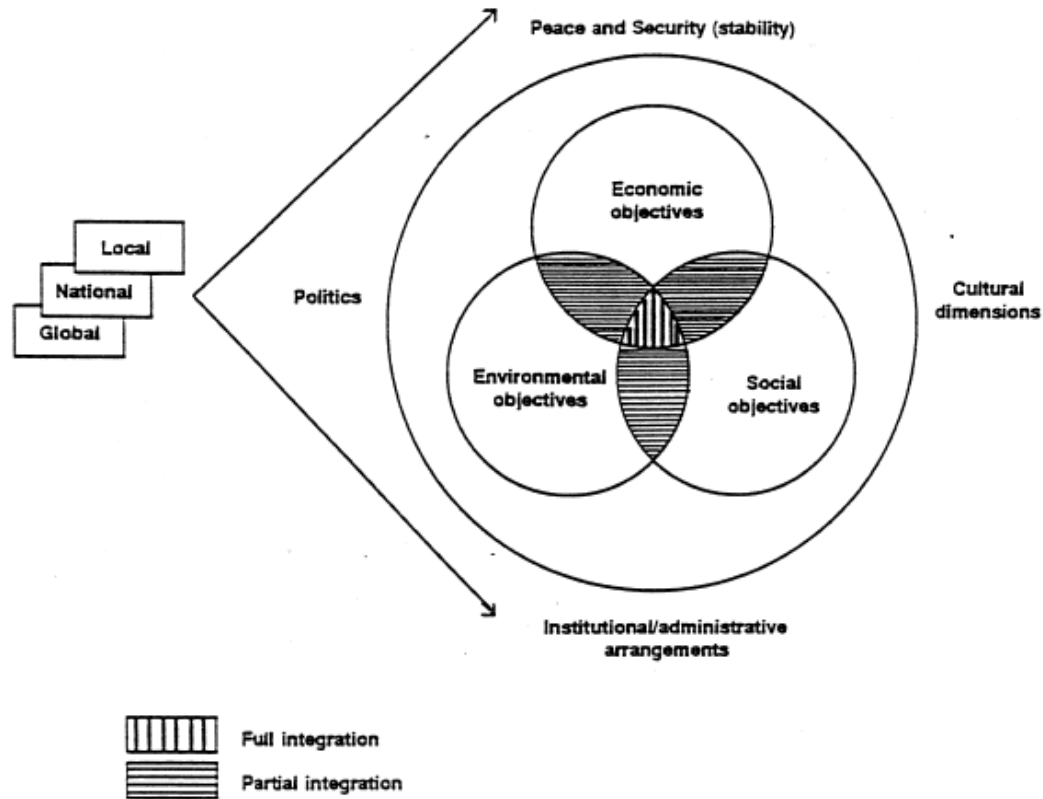 Peace and Security (stability)
Economic
objectives
Local
National
Global
Politics
Cultural
dimensions
Environmental
objectives
Social
objectives
Institutional/administrative
arrangements
Full integration
Partial integration